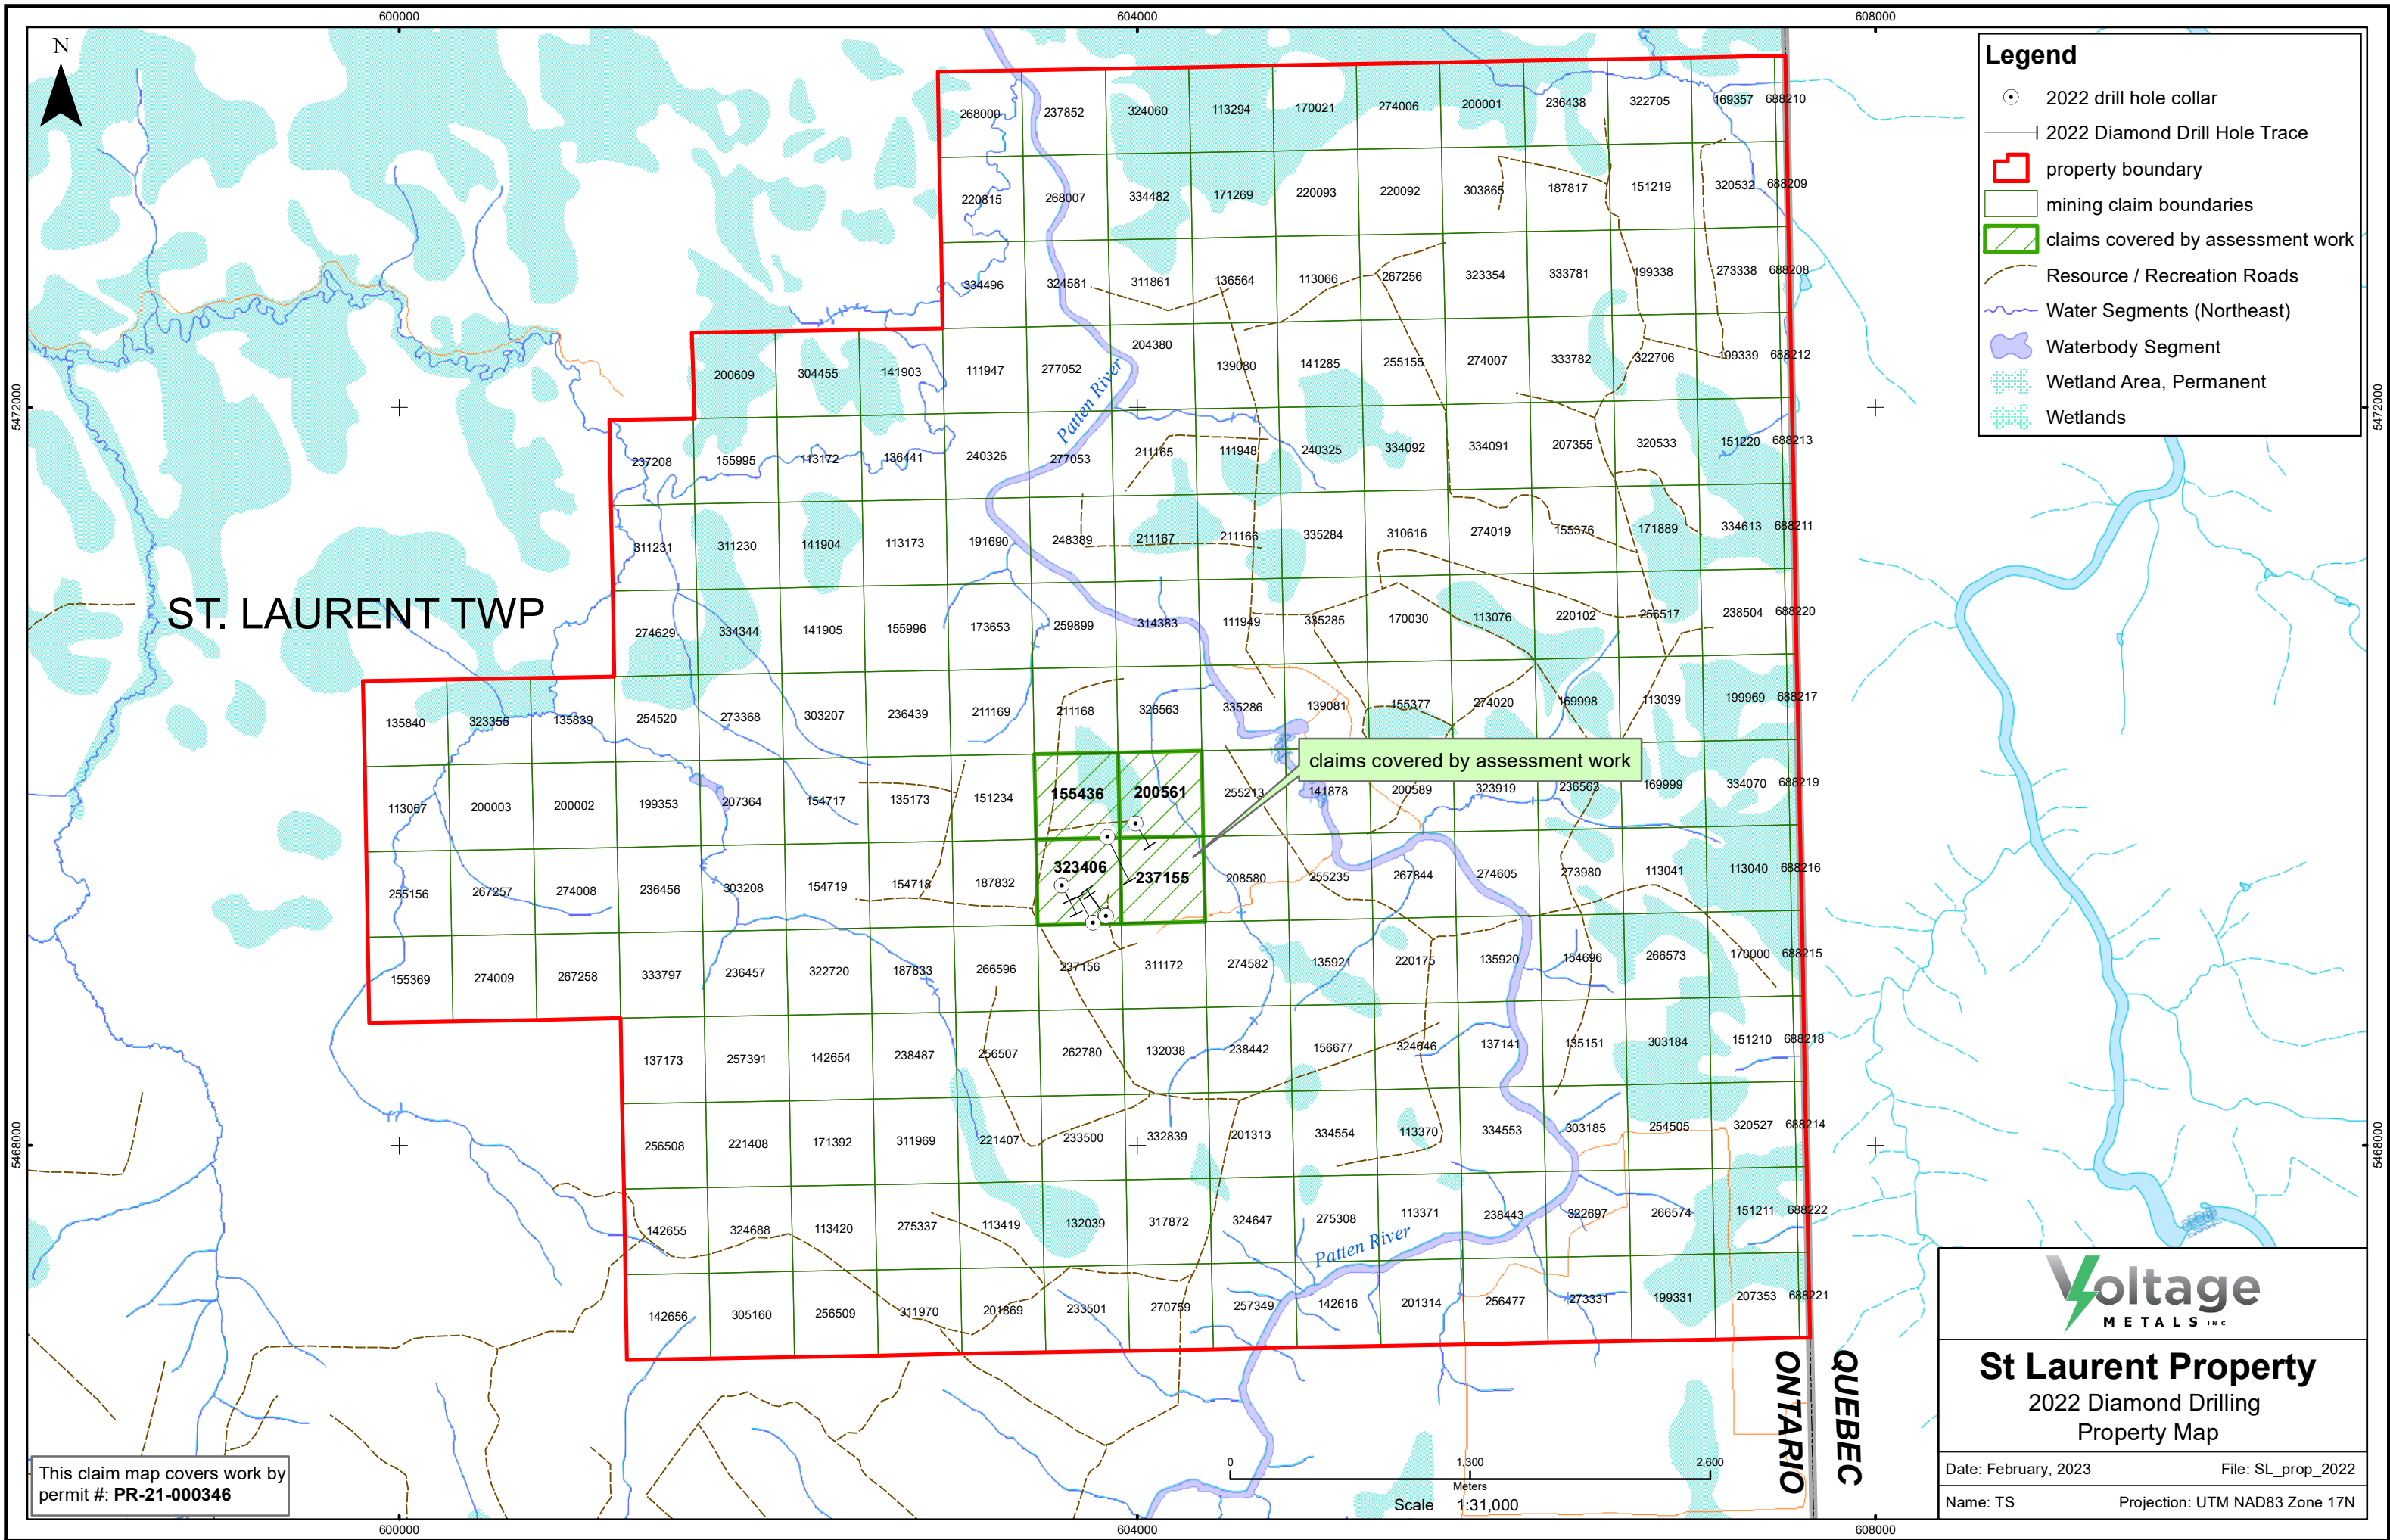 600000 604000 608000
N
Legend
2022 drill hole collar
2022 Diamond Drill Hole Trace
property boundary
mining claim boundaries
claims covered by assessment work
Resource / Recreation Roads
Water Segments (Northeast)
Waterbody Segment
Wetland Area, Permanent
Wetlands
268000 237852 324060 113294 170021 274006 200001 236438 322705 169357 688210
220815 268007 334482 171269 220093 220092 303865 187817 151219 320532 688209
334496 324581 311861 136564 113066 267256 323354 333781 199338 273338 688208
200609 304455 141903 111947 277052 204380 139080 141285 255155 274007 333782 322706 199339 688212
Patten River
5472000 5472000
237208 155995 113172 136441 240326 277053 211165 111948 240325 334092 334091 207355 320533 151220 688213
311231 311230 141904 113173 191690 248389 211167 211166 335284 310616 274019 155376 171889 334613 688211
ST. LAURENT TWP
274629 334344 141905 155996 173653 259899 314383 111949 335285 170030 113076 220102 256517 238504 688220
135840 323355 135839 254520 273368 303207 236439 211169 211168 326563 335286 139081 155377 274020 169998 113039 199969 688217
claims covered by assessment work
113067 200003 200002 199353 207364 154717 135173 151234 155436 200561 255213 141878 200589 323919 236563 169999 334070 688219
255156 267257 274008 236456 303208 154719 154718 187832 323406 237155 208580 255235 267844 274605 273980 113041 113040 688216
155369 274009 267258 333797 236457 322720 187833 266596 237156 311172 274582 135921 220175 135920 154696 266573 170000 688215
137173 257391 142654 238487 256507 262780 132038 238442 156677 324646 137141 135151 303184 151210 688218
5468000 5468000
256508 221408 171392 311969 221407 233500 332839 201313 334554 113370 334553 303185 254505 320527 688214
142655 324688 113420 275337 113419 132039 317872 324647 275308 113371 238443 322697 266574 151211 688222
Patten River
142656 305160 256509 311970 201869 233501 270759 257349 142616 201314 256477 273331 199331 207353 688221
ONTARIO
QUEBEC
Voltage
METALS INC
St Laurent Property
2022 Diamond Drilling
Property Map
Date: February, 2023 File: SL_prop_2022
Name: TS Projection: UTM NAD83 Zone 17N
This claim map covers work by
permit #: PR-21-000346
0 1,300 2,600
Meters
Scale 1:31,000
600000 604000 608000